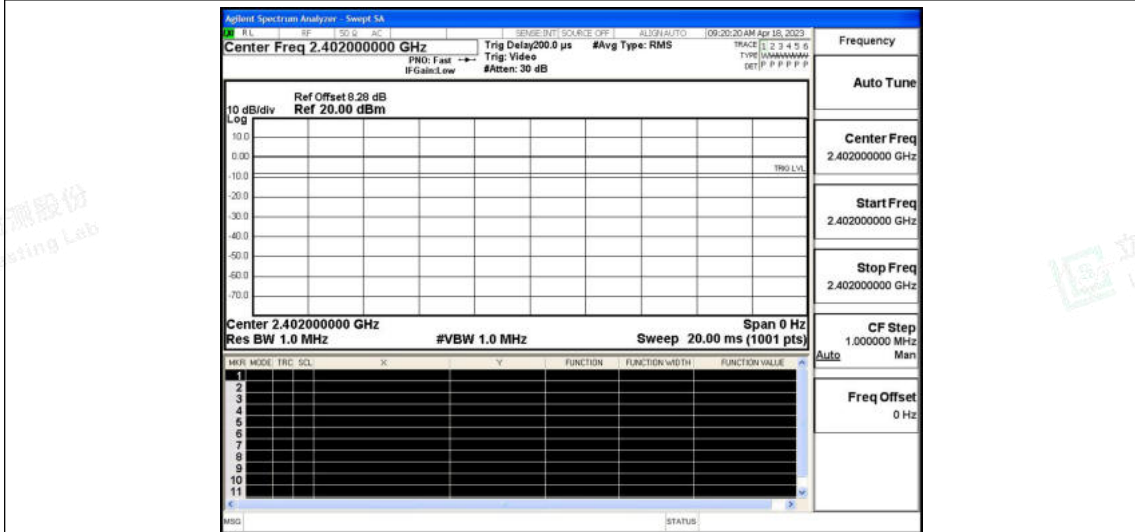 Agilent Spectrum Analyzer - Swept SA
RL RF 50 Ω AC SENSE:INT SOURCE OFF ALIGNAUTO 09:20:20 AM Apr 18, 2023
Center Freq 2.402000000 GHz
Trig Delay200.0 µs #Avg Type: RMS
TRACE 1 2 3 4 5 6
PNO: Fast
Trig: Video
TYPE
IFGain:Low
#Atten: 30 dB
DET P P P P P P
Ref Offset 8.28 dB
10 dB/div Ref 20.00 dBm
Log
10.0
0.00
TRIG LVL
-10.0
-20.0
-30.0
-40.0
-50.0
-60.0
-70.0
Center 2.402000000 GHz Span 0 Hz
Res BW 1.0 MHz #VBW 1.0 MHz Sweep 20.00 ms (1001 pts)
MKR MODE TRC SCL X Y FUNCTION FUNCTION WIDTH FUNCTION VALUE
1
2
3
4
5
6
7
8
9
10
11
MSG STATUS
Frequency
Auto Tune
Center Freq
2.402000000 GHz
Start Freq
2.402000000 GHz
Stop Freq
2.402000000 GHz
CF Step
1.000000 MHz
Auto Man
Freq Offset
0 Hz
测股份
sting Lab
立